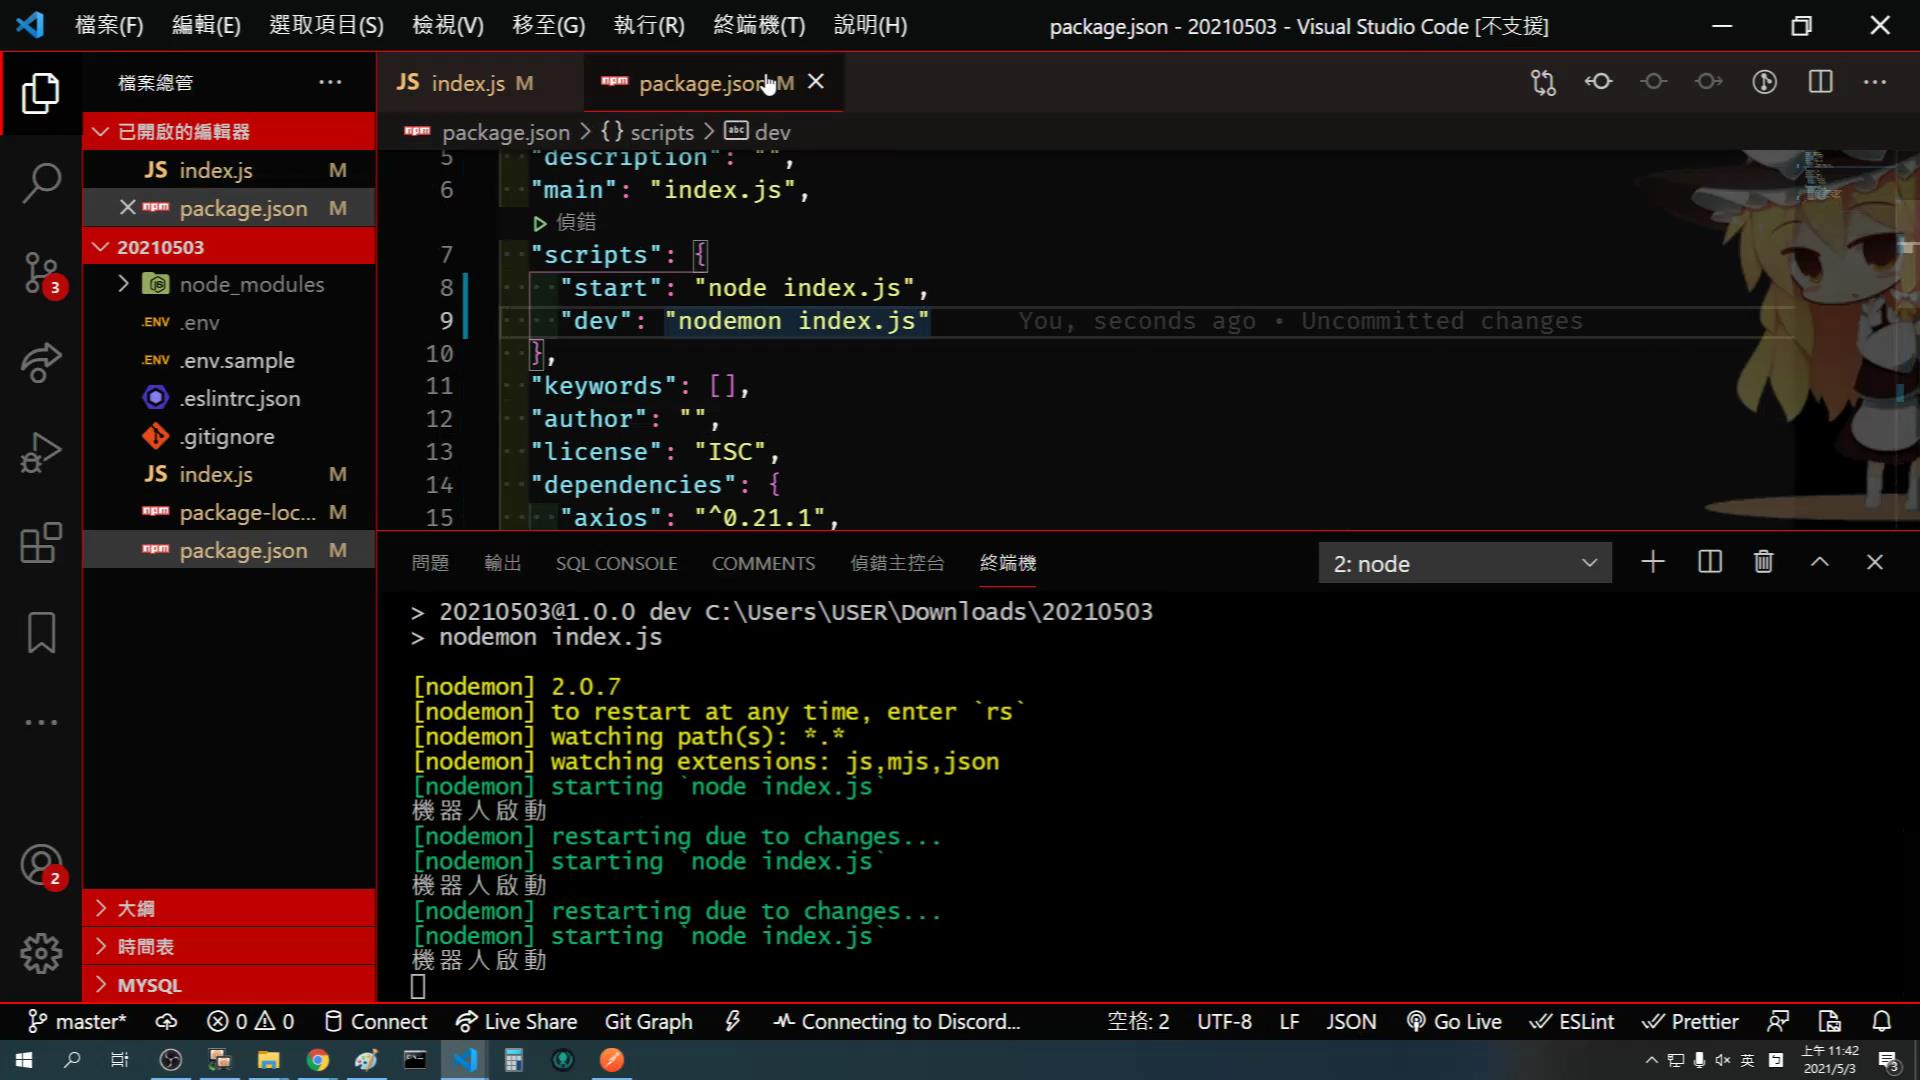 檔案(F) 編輯(E) 選取項目(S) 檢視(V) 移至(G) 執行(R) 終端機(T) 說明(H) package.json - 20210503 - Visual Studio Code [不支援]
檔案總管
JS index.js M
npm package.json M
npm package.json > {} scripts > abc dev
已開啟的編輯器
JS index.js M
npm package.json M
20210503
node_modules
.ENV .env
.ENV .env.sample
.eslintrc.json
.gitignore
JS index.js M
npm package-loc... M
npm package.json M
大綱
時間表
MYSQL
3
2
5 "description": "",
6 "main": "index.js",
偵錯
7 "scripts": {
8 "start": "node index.js",
9 "dev": "nodemon index.js" You, seconds ago • Uncommitted changes
10 },
11 "keywords": [],
12 "author": "",
13 "license": "ISC",
14 "dependencies": {
15 "axios": "^0.21.1",
問題 輸出 SQL CONSOLE COMMENTS 偵錯主控台 終端機 2: node
> 20210503@1.0.0 dev C:\Users\USER\Downloads\20210503
> nodemon index.js
[nodemon] 2.0.7
[nodemon] to restart at any time, enter `rs`
[nodemon] watching path(s): *.*
[nodemon] watching extensions: js,mjs,json
[nodemon] starting `node index.js`
機器人啟動
[nodemon] restarting due to changes...
[nodemon] starting `node index.js`
機器人啟動
[nodemon] restarting due to changes...
[nodemon] starting `node index.js`
機器人啟動
master* 0 0 Connect Live Share Git Graph Connecting to Discord... 空格: 2 UTF-8 LF JSON Go Live ESLint Prettier
英 上午 11:42
2021/5/3
3